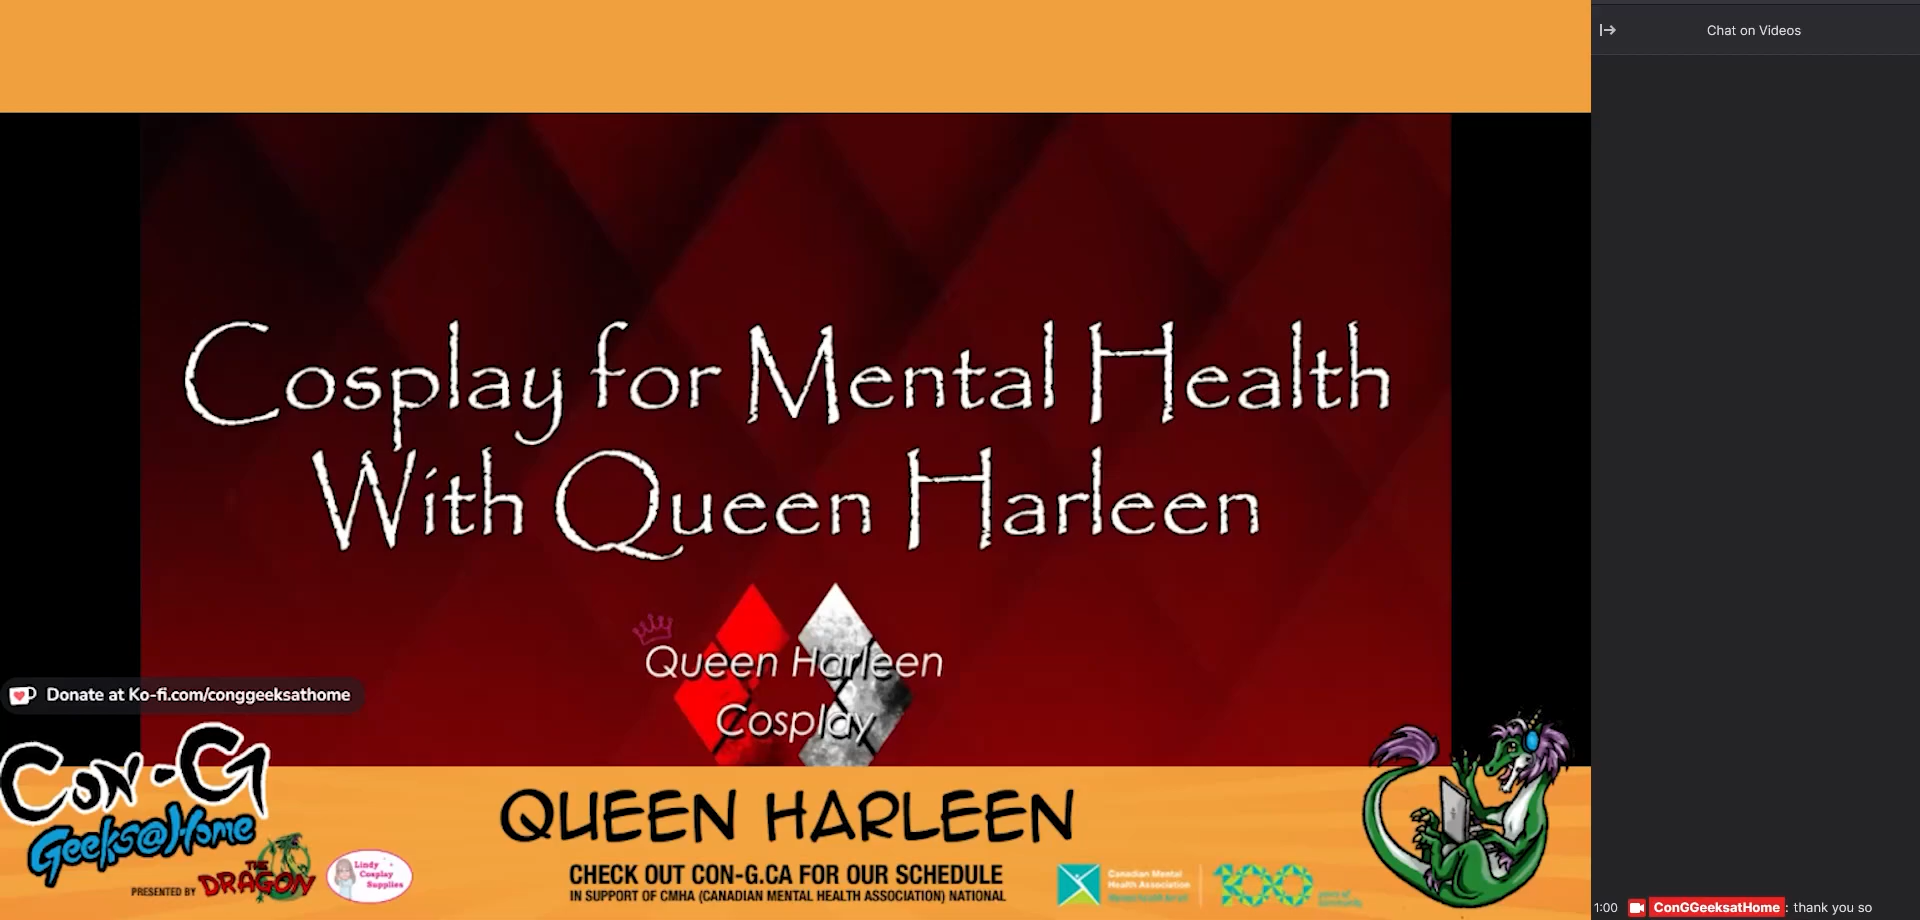 Chat on Videos
Cosplay for Mental Health
With Queen Harleen
Queen Harleen
Cosplay
Donate at Ko-fi.com/conggeeksathome
Con-G
Geeks@Home
PRESENTED BY THE DRAGON
Lindy
Cosplay
Supplies
QUEEN HARLEEN
CHECK OUT CON-G.CA FOR OUR SCHEDULE
IN SUPPORT OF CMHA (CANADIAN MENTAL HEALTH ASSOCIATION) NATIONAL
Canadian Mental
Health Association
100
1:00 ConGGeeksatHome : thank you so